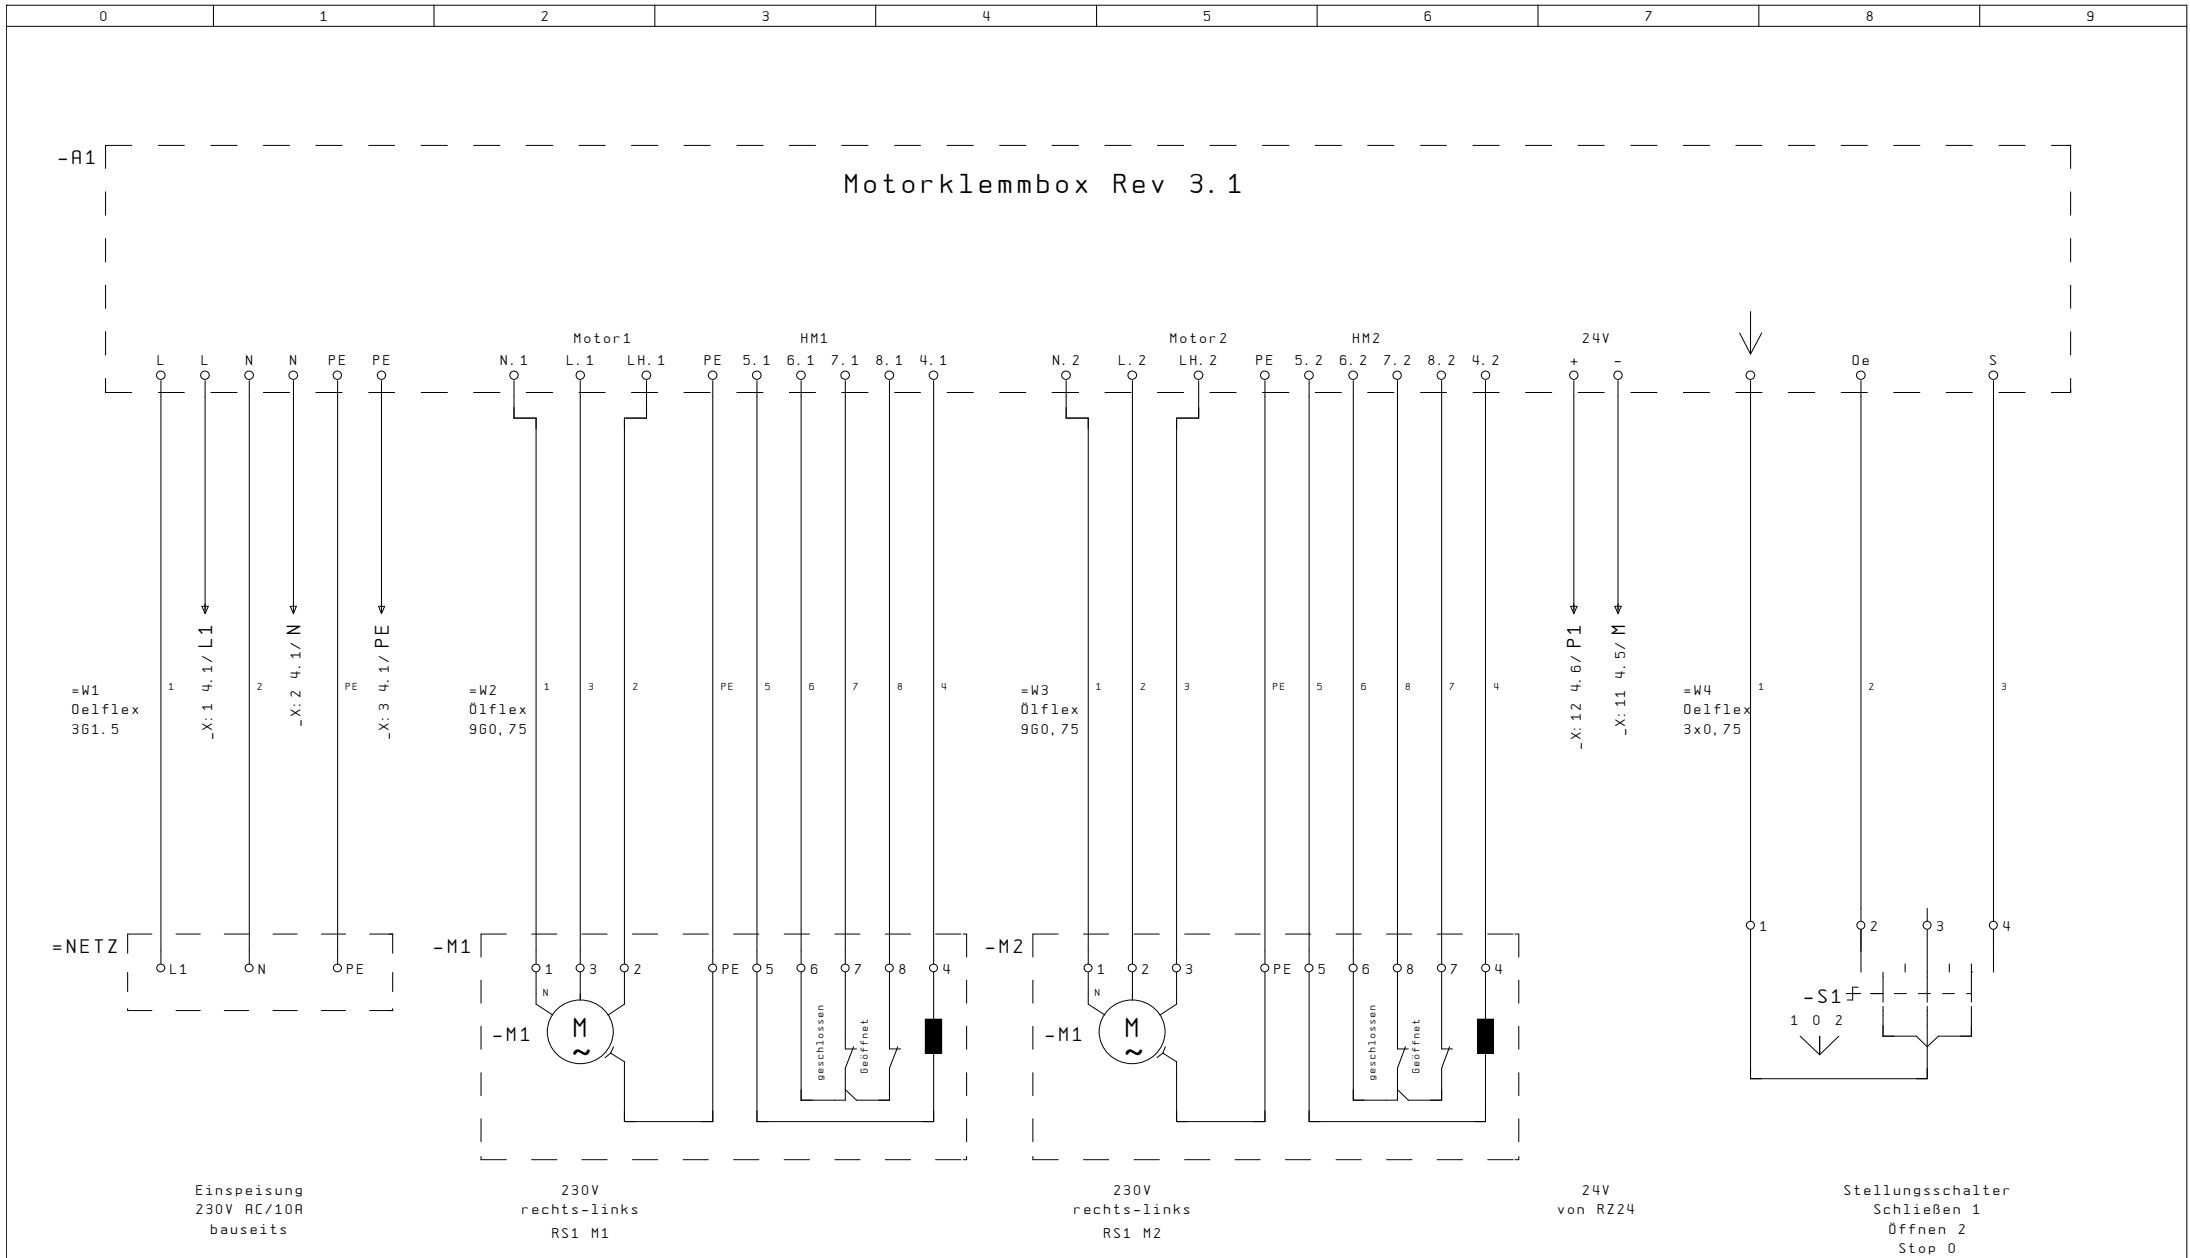 0 1 2 3 4 5 6 7 8 9
-A1
Motorklemmbox Rev 3.1
Motor1 HM1 Motor2 HM2 24V
L L N N PE PE N.1 L.1 LH.1 PE 5.1 6.1 7.1 8.1 4.1 N.2 L.2 LH.2 PE 5.2 6.2 7.2 8.2 4.2 + - Oe S
_X:1 4.1/ L1
_X:2 4.1/ N
_X:3 4.1/ PE
_X:12 4.6/ P1
_X:11 4.5/ M
1 2 PE 1 3 2 PE 5 6 7 8 4 1 2 3 PE 5 6 8 7 4 1 2 3
=W1
Oelflex
3G1.5
=W2
Ölflex
9G0,75
=W3
Ölflex
9G0,75
=W4
Oelflex
3x0,75
1 2 3 4
=NETZ
L1 N PE
-M1
1 3 2 PE 5 6 7 8 4
N
-M1
M
~
geschlossen
Geöffnet
-M2
1 2 3 PE 5 6 8 7 4
N
-M1
M
~
geschlossen
Geöffnet
-S1
1 0 2
Einspeisung
230V AC/10A
bauseits
230V
rechts-links
RS1 M1
230V
rechts-links
RS1 M2
24V
von RZ24
Stellungsschalter
Schließen 1
Öffnen 2
Stop 0